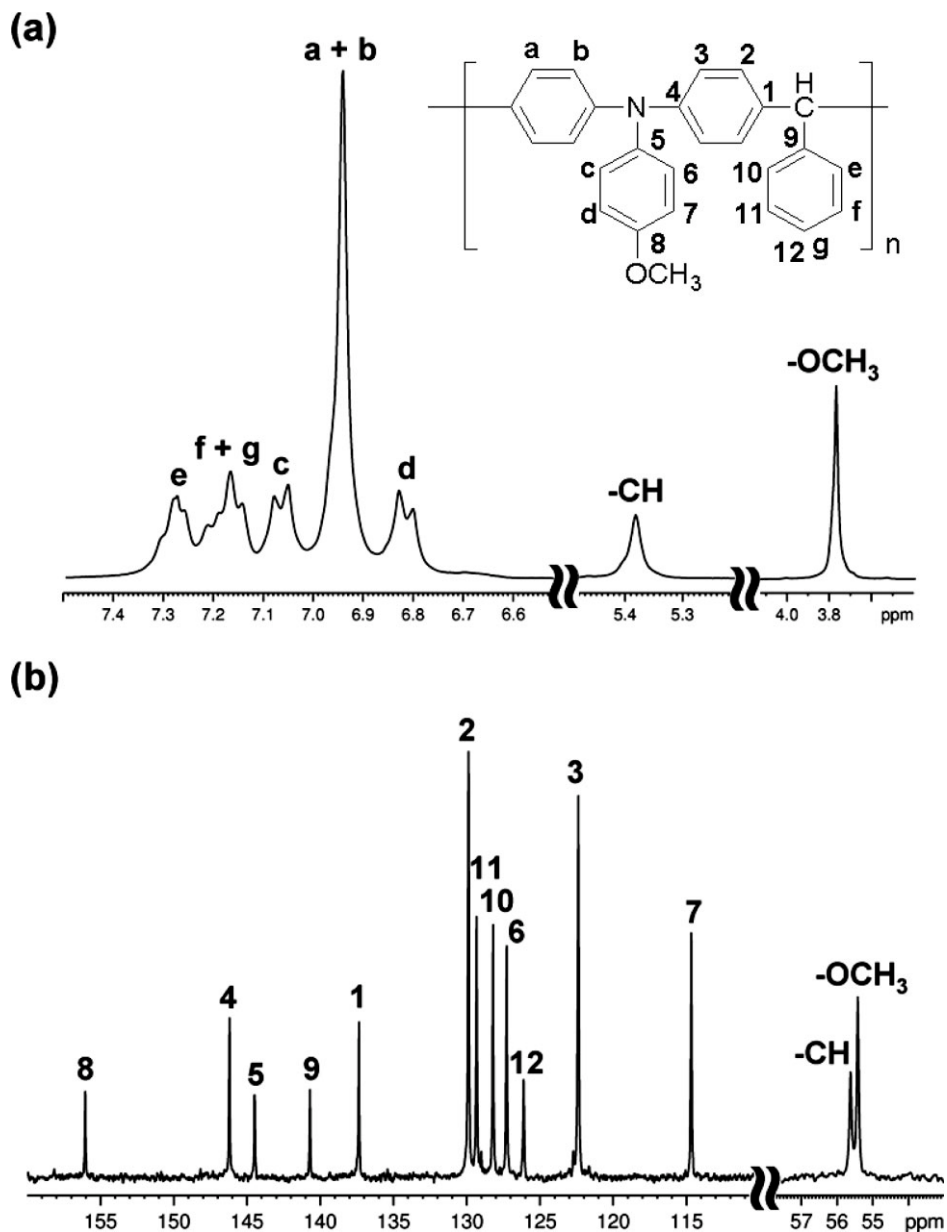 (a)
a + b
a b 3 2 H
4 N 1 C
5 9
c 6 10 e
d 7 11 f
8 12 g
OCH3
n
-OCH3
f + g
e c d
-CH
7.4 7.3 7.2 7.1 7.0 6.9 6.8 6.7 6.6 5.4 5.3 4.0 3.8 ppm
(b)
2
3
11
10
7
6
-OCH3
4 1
-CH
8 5 9 12
155 150 145 140 135 130 125 120 115 57 56 55 ppm